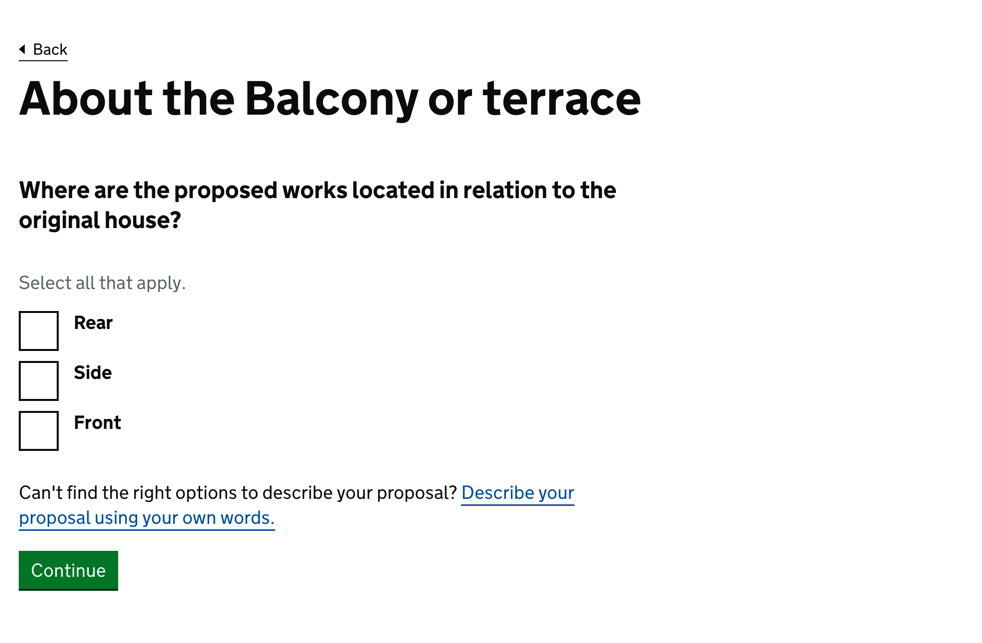 Back
About the Balcony or terrace
Where are the proposed works located in relation to the
original house?
Select all that apply.
Rear
Side
Front
Can't find the right options to describe your proposal? Describe your
proposal using your own words.
Continue